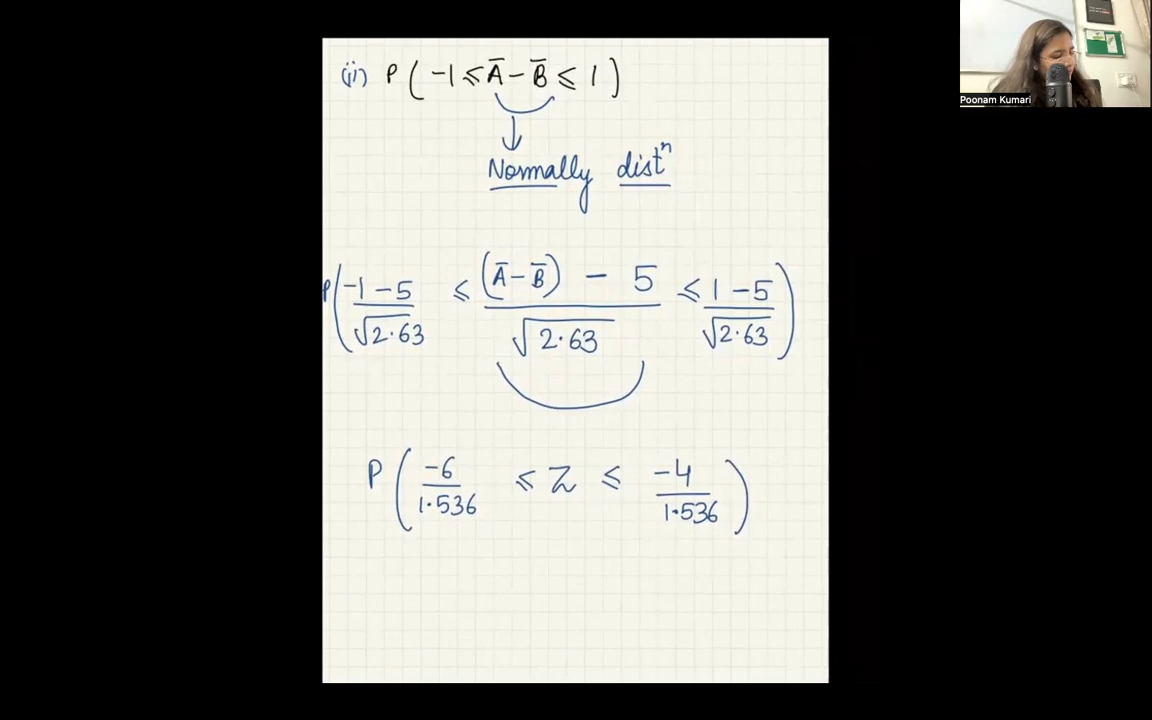 (ii) P ( -1 ≤ A̅ - B̅ ≤ 1 )
Normally distⁿ
P( (-1-5)/√2.63 ≤ ((A̅-B̅) - 5)/√2.63 ≤ (1-5)/√2.63 )
P ( -6/1.536 ≤ Z ≤ -4/1.536 )
Poonam Kumari